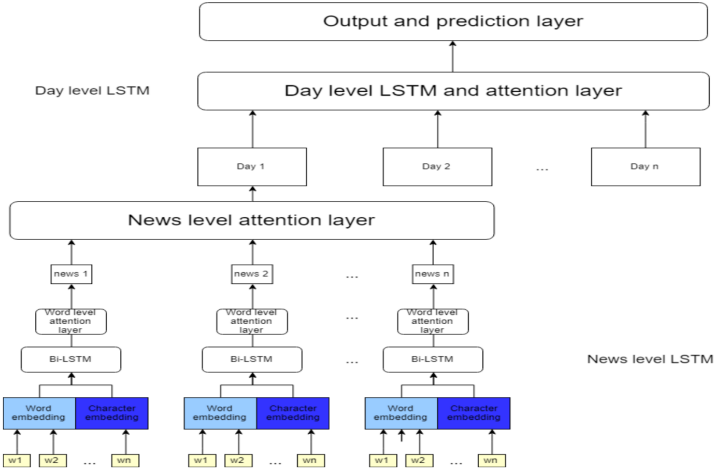 Output and prediction layer
Day level LSTM
Day level LSTM and attention layer
Day 1
Day 2
...
Day n
News level attention layer
news 1
news 2
...
news n
Word level
attention
layer
Word level
attention
layer
...
Word level
attention
layer
Bi-LSTM
Bi-LSTM
...
Bi-LSTM
News level LSTM
Word
embedding
Character
embedding
Word
embedding
Character
embedding
Word
embedding
Character
embedding
w1
w2
...
wn
w1
w2
...
wn
w1
w2
...
wn